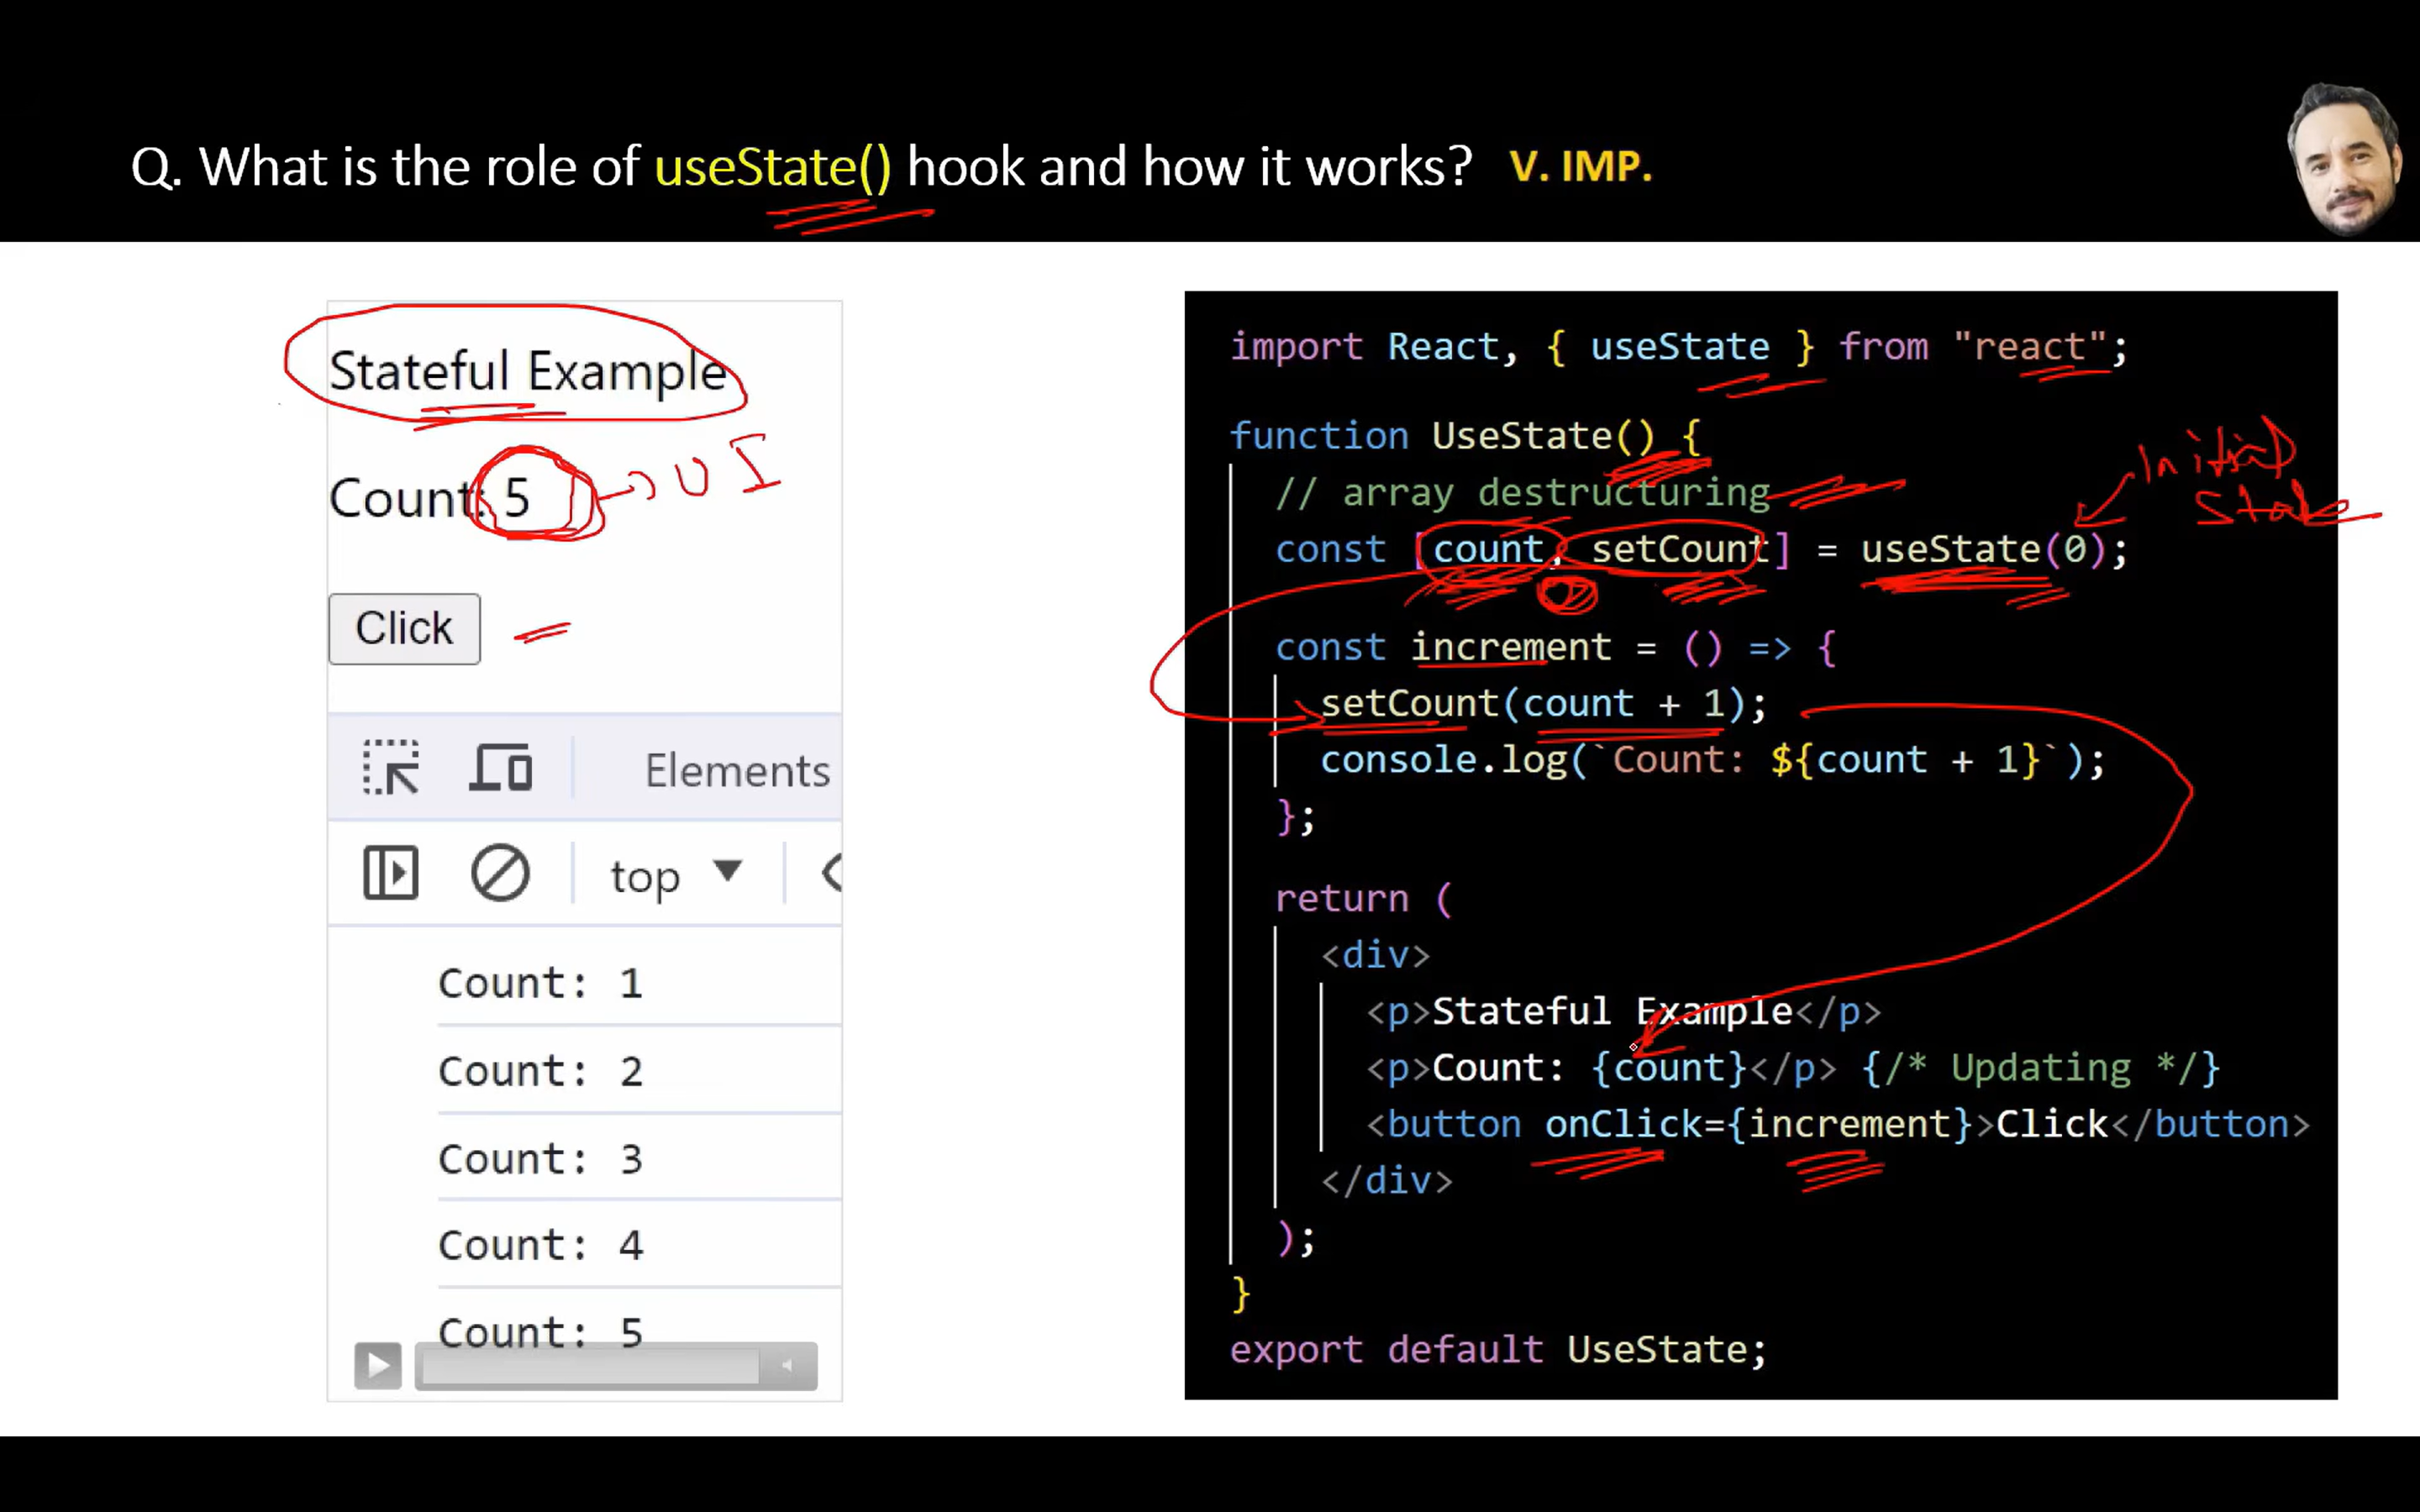 Q. What is the role of useState() hook and how it works? V. IMP.
Stateful Example
Count: 5
UI
Click
Elements
top
Count: 1
Count: 2
Count: 3
Count: 4
Count: 5
import React, { useState } from "react";
function UseState() {
// array destructuring
Initial
State
const [count, setCount] = useState(0);
const increment = () => {
setCount(count + 1);
console.log(`Count: ${count + 1}`);
};
return (
<div>
<p>Stateful Example</p>
<p>Count: {count}</p> {/* Updating */}
<button onClick={increment}>Click</button>
</div>
);
}
export default UseState;